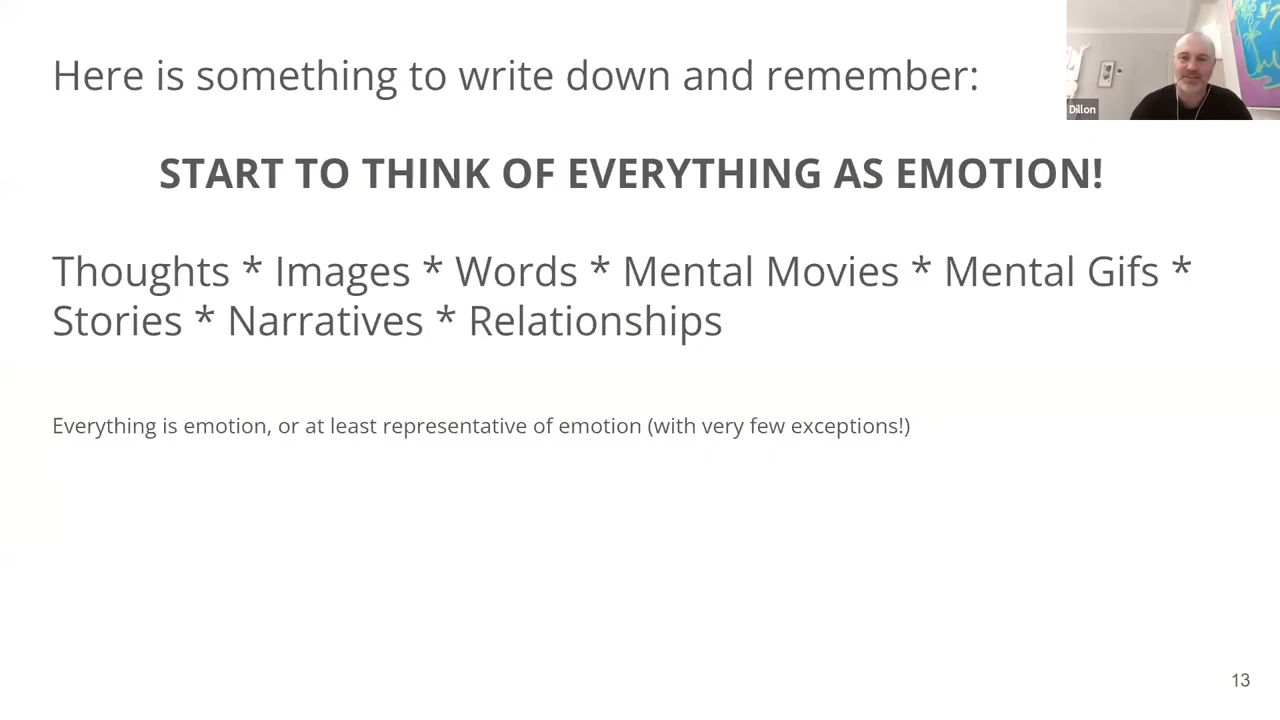 Here is something to write down and remember:
Dillon
START TO THINK OF EVERYTHING AS EMOTION!
Thoughts * Images * Words * Mental Movies * Mental Gifs *
Stories * Narratives * Relationships
Everything is emotion, or at least representative of emotion (with very few exceptions!)
13